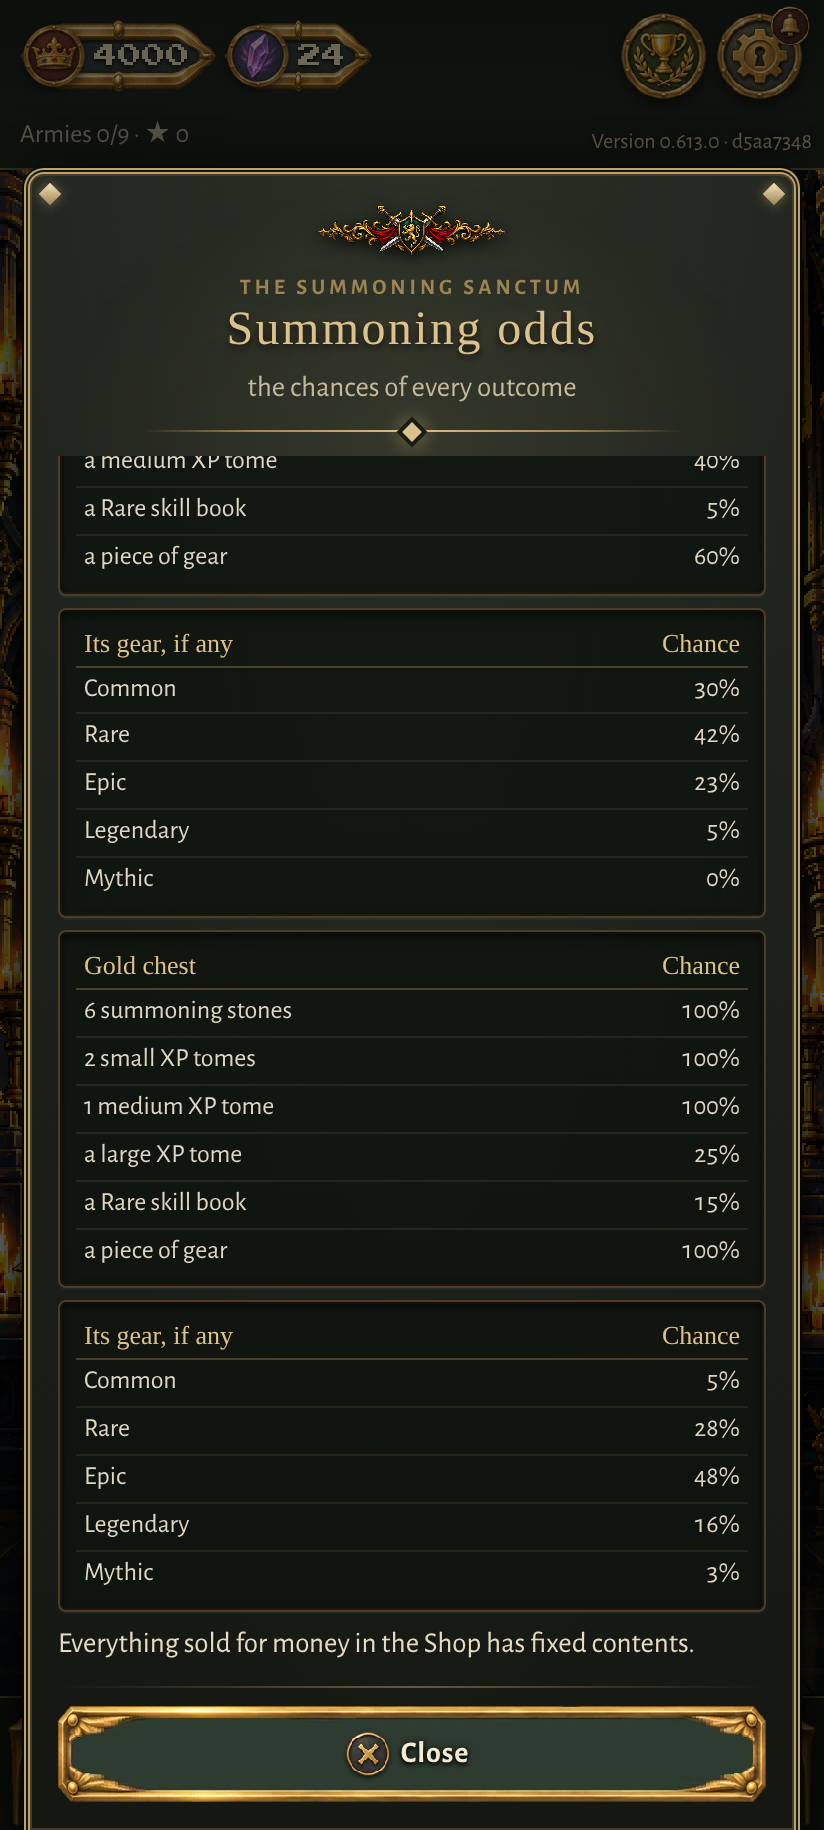 4000
24
Armies 0/9 · ★ 0
Version 0.613.0 · d5aa7348
THE SUMMONING SANCTUM
Summoning odds
the chances of every outcome
a medium XP tome 40%
a Rare skill book 5%
a piece of gear 60%
Its gear, if any Chance
Common 30%
Rare 42%
Epic 23%
Legendary 5%
Mythic 0%
Gold chest Chance
6 summoning stones 100%
2 small XP tomes 100%
1 medium XP tome 100%
a large XP tome 25%
a Rare skill book 15%
a piece of gear 100%
Its gear, if any Chance
Common 5%
Rare 28%
Epic 48%
Legendary 16%
Mythic 3%
Everything sold for money in the Shop has fixed contents.
Close